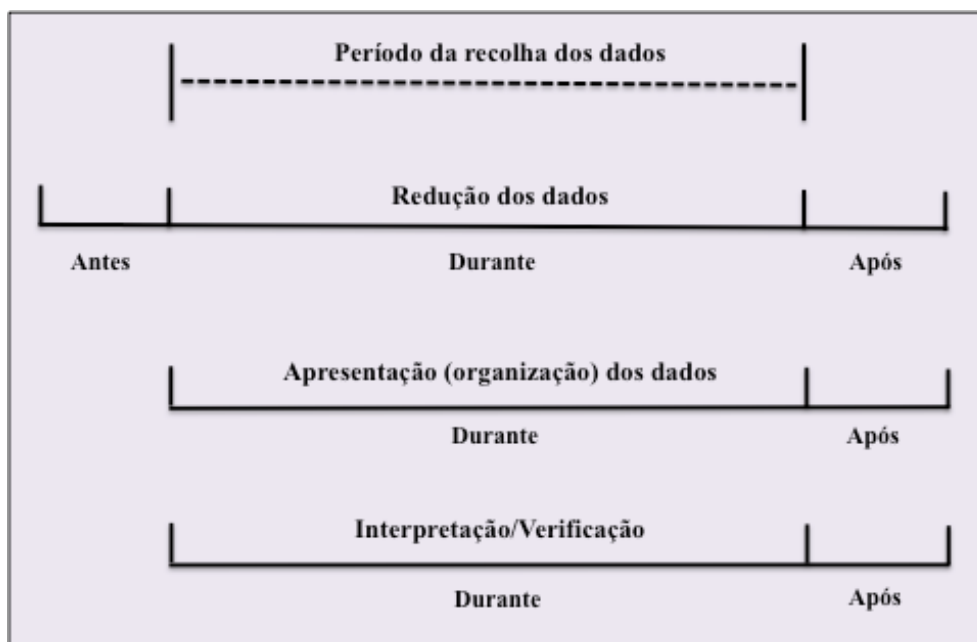 Período da recolha dos dados
Redução dos dados
Antes Durante Após
Apresentação (organização) dos dados
Durante Após
Interpretação/Verificação
Durante Após